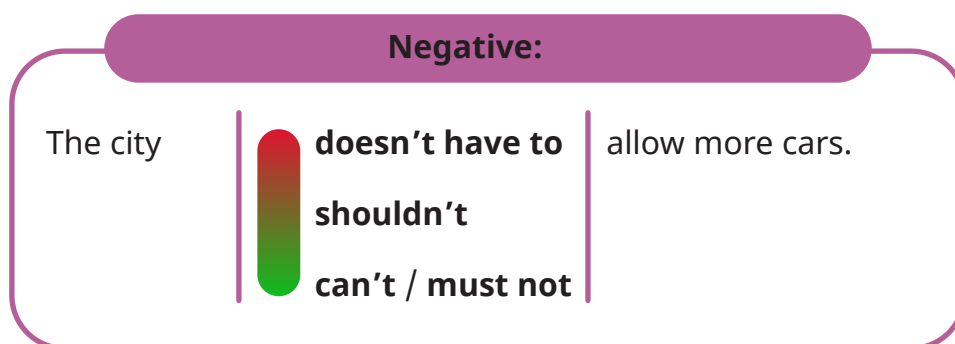 Negative:
The city doesn’t have to allow more cars.
shouldn’t
can’t / must not